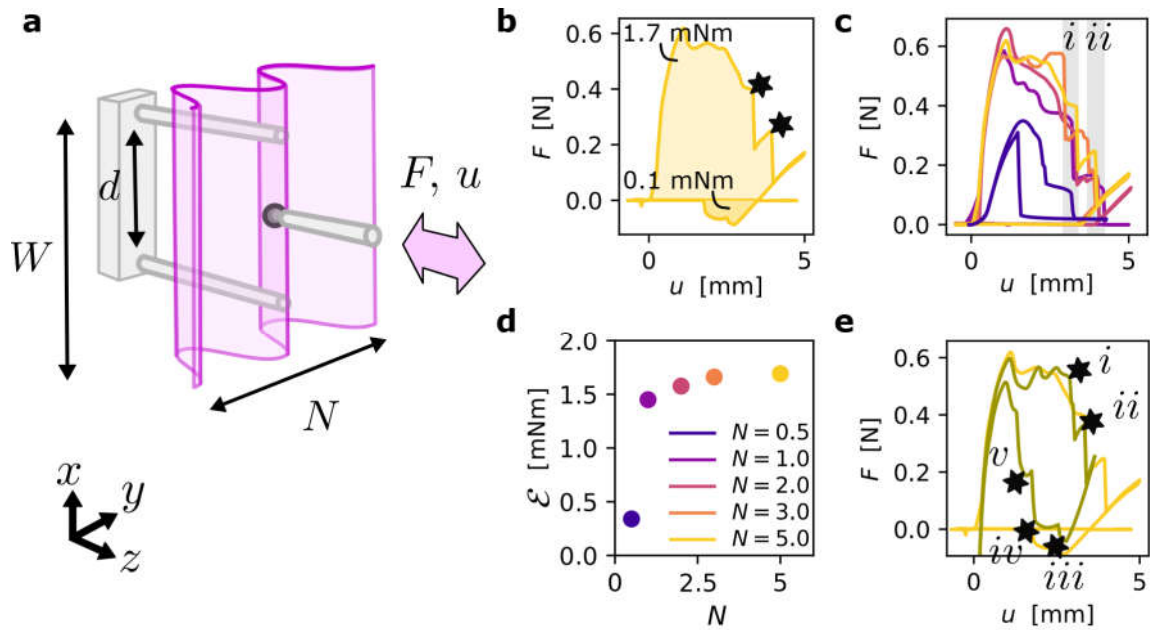 a
W
d
F, u
N
x
y
z
b
F [N]
0.6
0.4
0.2
0.0
1.7 mNm
0.1 mNm
0
5
u [mm]
c
F [N]
0.6
0.4
0.2
0.0
i
ii
0
5
u [mm]
d
ℰ [mNm]
2.0
1.5
1.0
0.5
0.0
N = 0.5
N = 1.0
N = 2.0
N = 3.0
N = 5.0
0
2.5
5.0
N
e
F [N]
0.6
0.4
0.2
0.0
i
ii
v
iv
iii
0
5
u [mm]